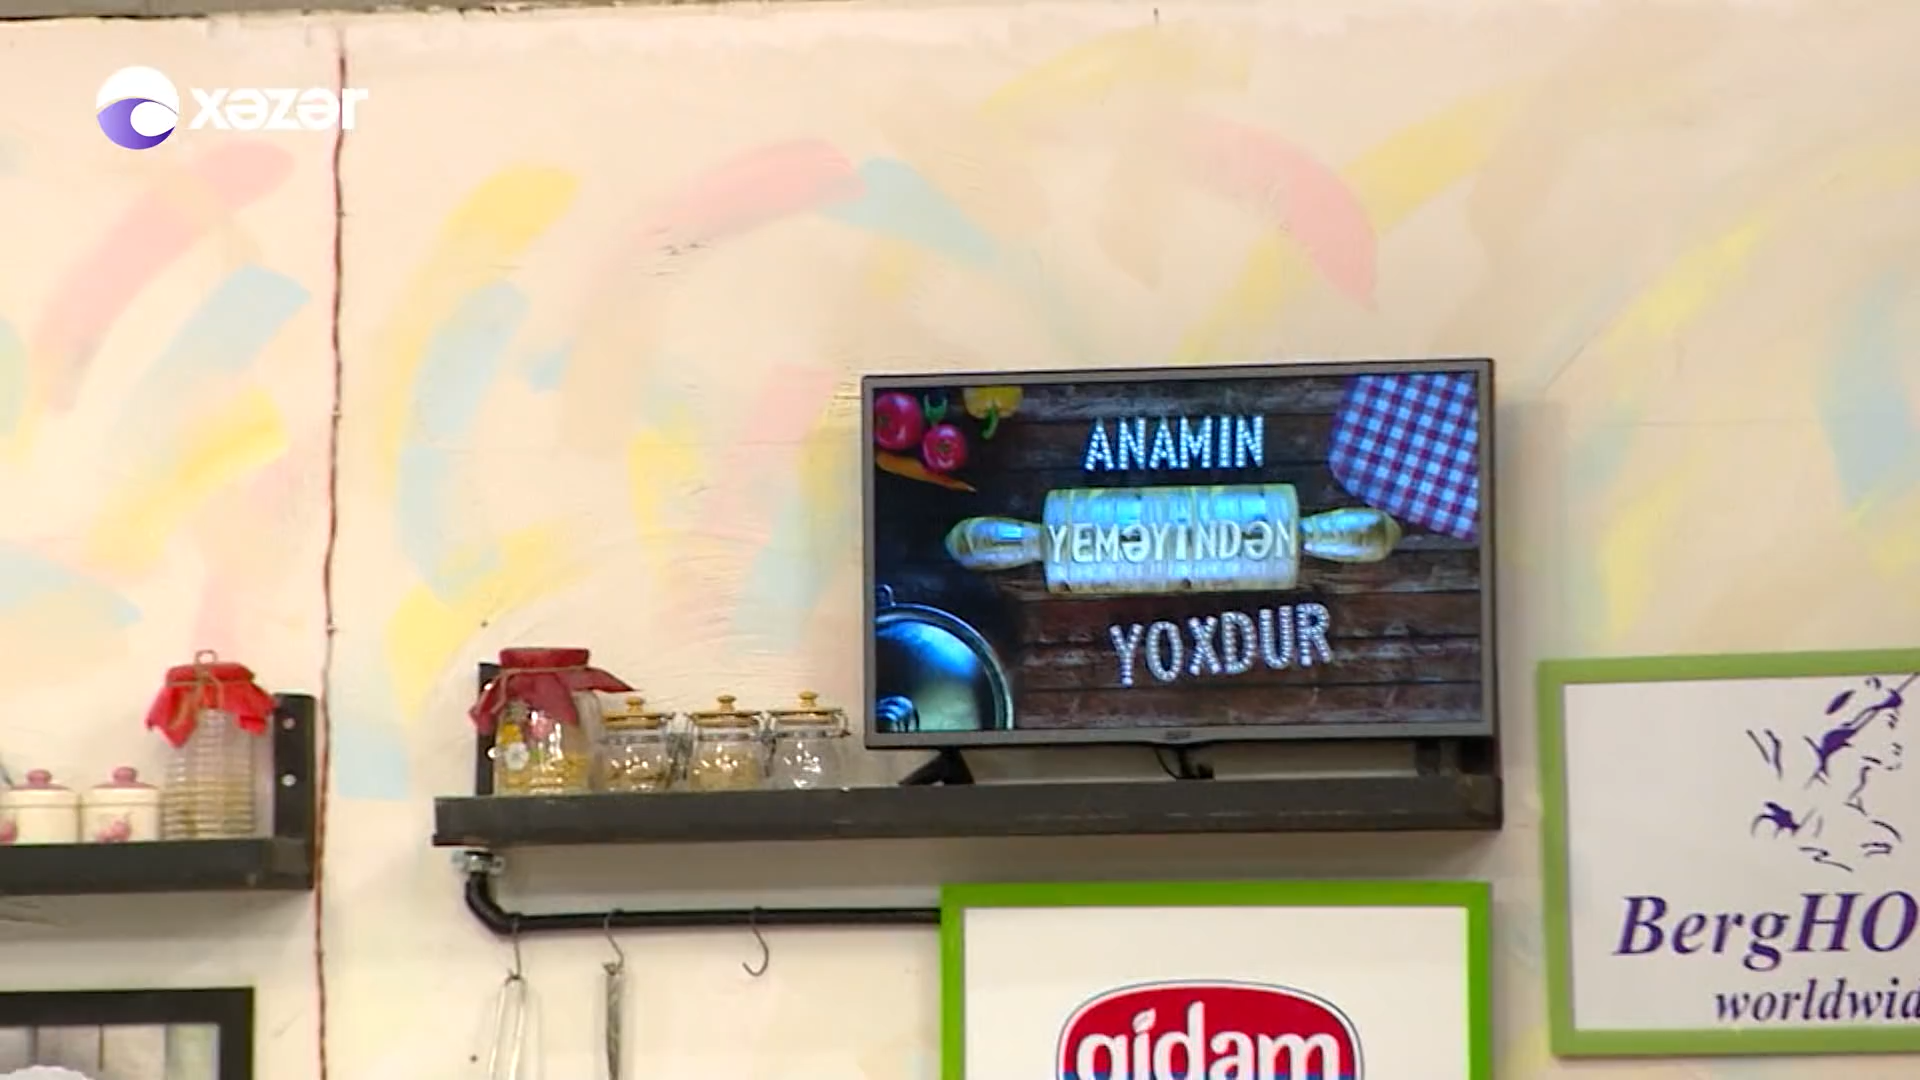 xəzər
ANAMIN
YEMƏYİNDƏN
YOXDUR
BergHO
worldwid
gidam